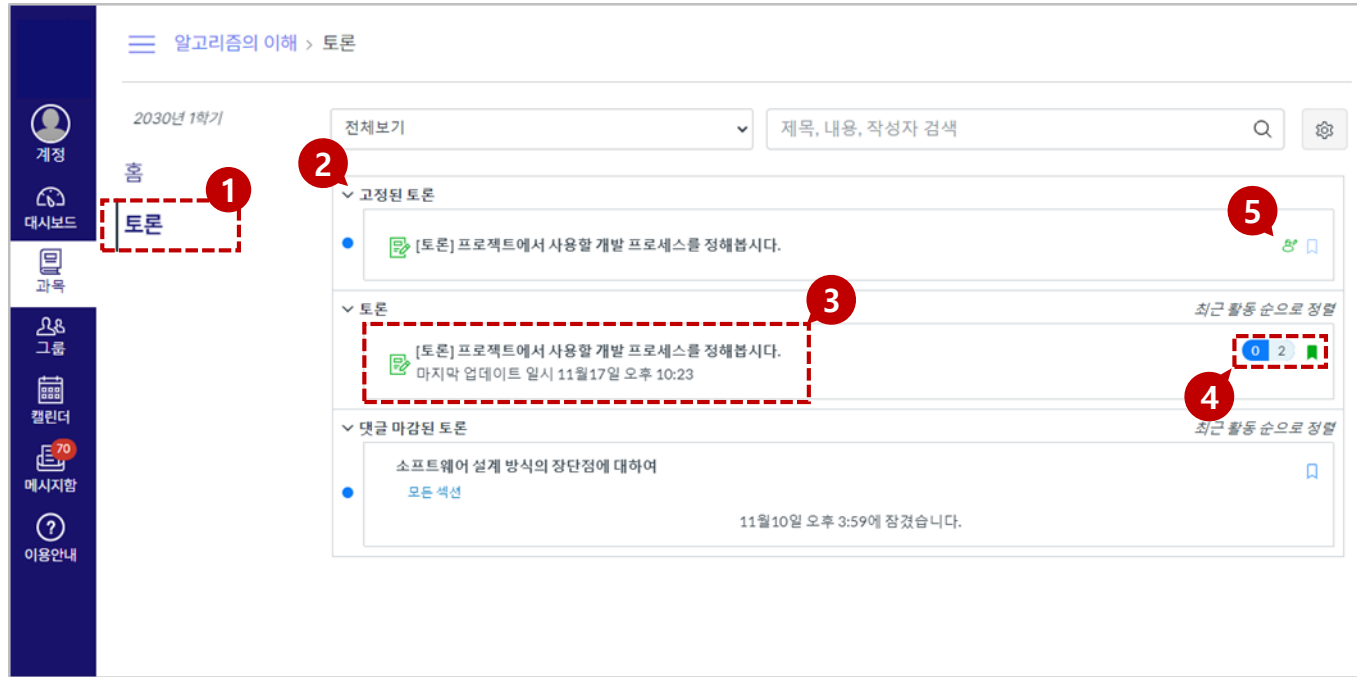 알고리즘의 이해 > 토론
계정
대시보드
과목
그룹
캘린더
70
메시지함
?
이용안내
2030년 1학기
홈
1
토론
전체보기
제목, 내용, 작성자 검색
2
고정된 토론
[토론] 프로젝트에서 사용할 개발 프로세스를 정해봅시다.
5
토론
최근 활동 순으로 정렬
3
[토론] 프로젝트에서 사용할 개발 프로세스를 정해봅시다.
마지막 업데이트 일시 11월17일 오후 10:23
0 2
4
댓글 마감된 토론
최근 활동 순으로 정렬
소프트웨어 설계 방식의 장단점에 대하여
모든 섹션
11월10일 오후 3:59에 잠겼습니다.